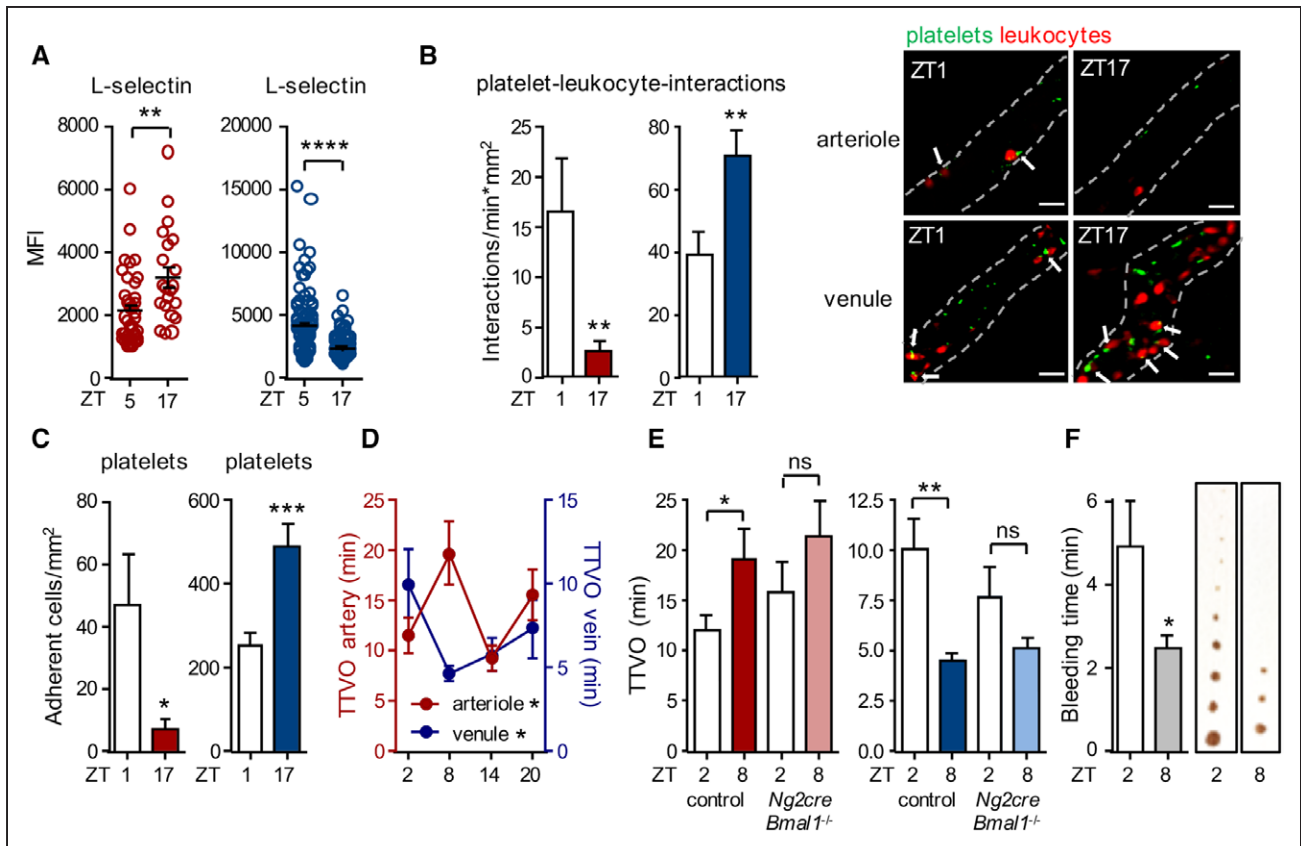 A
L-selectin
**
8000
6000
4000
2000
0
MFI
ZT 5 17
L-selectin
****
20000
15000
10000
5000
0
ZT 5 17
B
platelet-leukocyte-interactions
Interactions/min*mm2
25
20
15
10
5
0
**
ZT 1 17
80
60
40
20
0
**
1 17
platelets leukocytes
arteriole
ZT1
ZT17
venule
ZT1
ZT17
C
platelets
Adherent cells/mm2
80
60
40
20
0
*
ZT 1 17
platelets
600
400
200
0
***
1 17
D
TTVO artery (min)
25
20
15
10
5
0
15
10
5
0
TTVO vein (min)
arteriole *
venule *
ZT 2 8 14 20
E
TTVO (min)
25
20
15
10
5
0
*
ns
ZT 2 8 2 8
control
Ng2cre
Bmal1-/-
12.5
10.0
7.5
5.0
2.5
0.0
**
ns
ZT 2 8 2 8
control
Ng2cre
Bmal1-/-
F
Bleeding time (min)
6
4
2
0
*
ZT 2 8
2 8